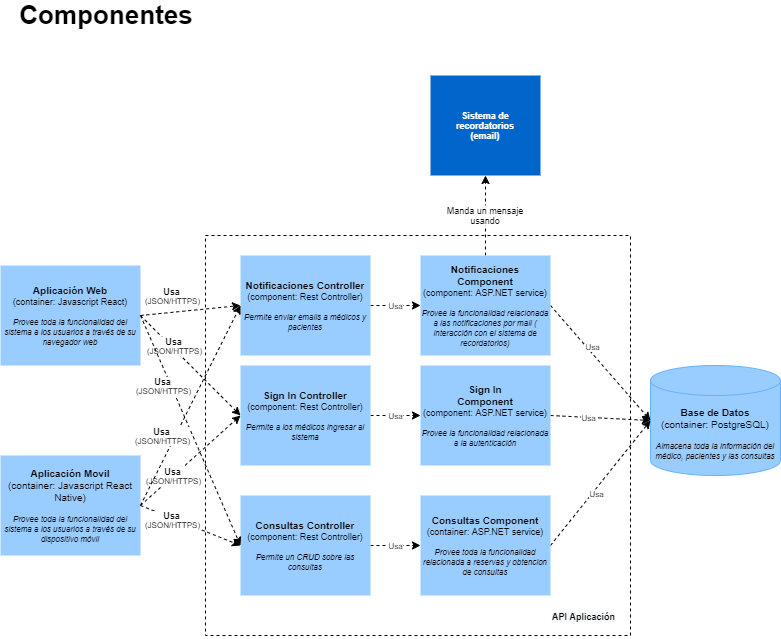 Componentes
Sistema de
recordatorios
(email)
Manda un mensaje
usando
Aplicación Web
(container: Javascript React)
Provee toda la funcionalidad del
sistema a los usuarios a través de su
navegador web
Usa
(JSON/HTTPS)
Usa
(JSON/HTTPS)
Usa
(JSON/HTTPS)
Notificaciones Controller
(component: Rest Controller)
Permite enviar emails a médicos y
pacientes
Usa
Notificaciones
Component
(component: ASP.NET service)
Provee la funcionalidad relacionada
a las notificaciones por mail (
interacción con el sistema de
recordatorios)
Usa
Sign In Controller
(component: Rest Controller)
Permite a los médicos ingresar al
sistema
Usa
Sign In
Component
(component: ASP.NET service)
Provee la funcionalidad relacionada
a la autenticación
Usa
Base de Datos
(container: PostgreSQL)
Almacena toda la información del
médico, pacientes y las consultas
Aplicación Movil
(container: Javascript React
Native)
Provee toda la funcionalidad del
sistema a los usuarios a través de su
dispositivo móvil
Usa
(JSON/HTTPS)
Usa
(JSON/HTTPS)
Usa
(JSON/HTTPS)
Consultas Controller
(component: Rest Controller)
Permite un CRUD sobre las
consultas
Usa
Consultas Component
(container: ASP.NET service)
Provee toda la funcionalidad
relacionada a reservas y obtencion
de consultas
Usa
API Aplicación